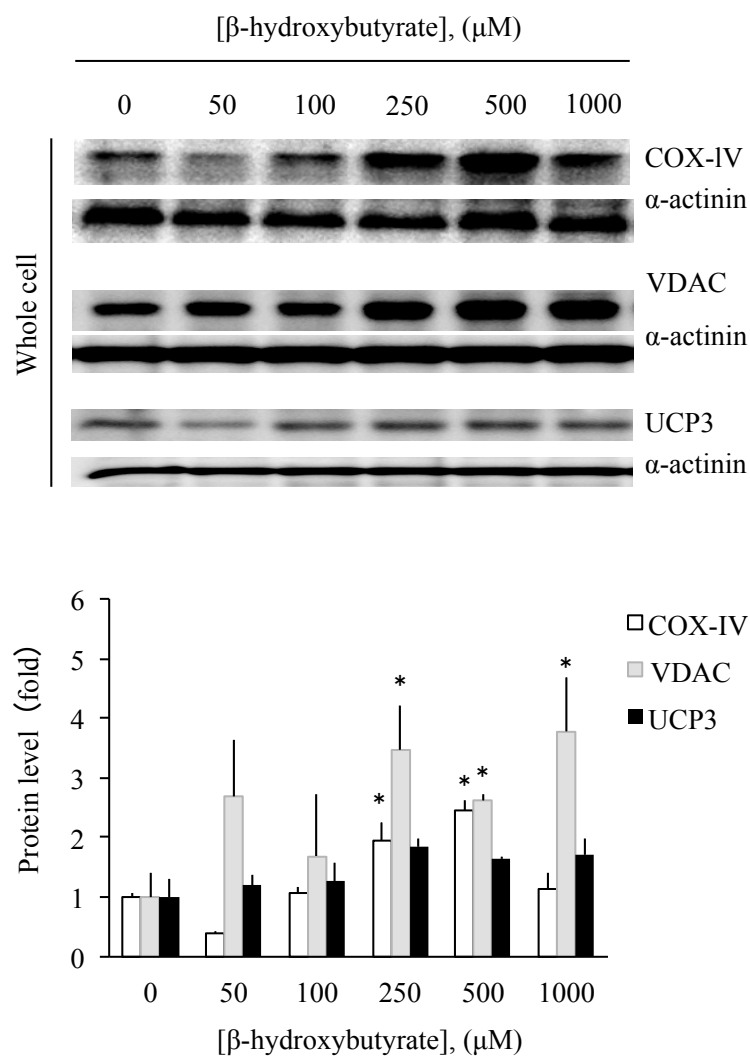 [β-hydroxybutyrate], (μM)
0 50 100 250 500 1000
Whole cell
COX-IV
α-actinin
VDAC
α-actinin
UCP3
α-actinin
6
5
4
3
2
1
0
Protein level (fold)
* * * * *
COX-IV
VDAC
UCP3
0 50 100 250 500 1000
[β-hydroxybutyrate], (μM)